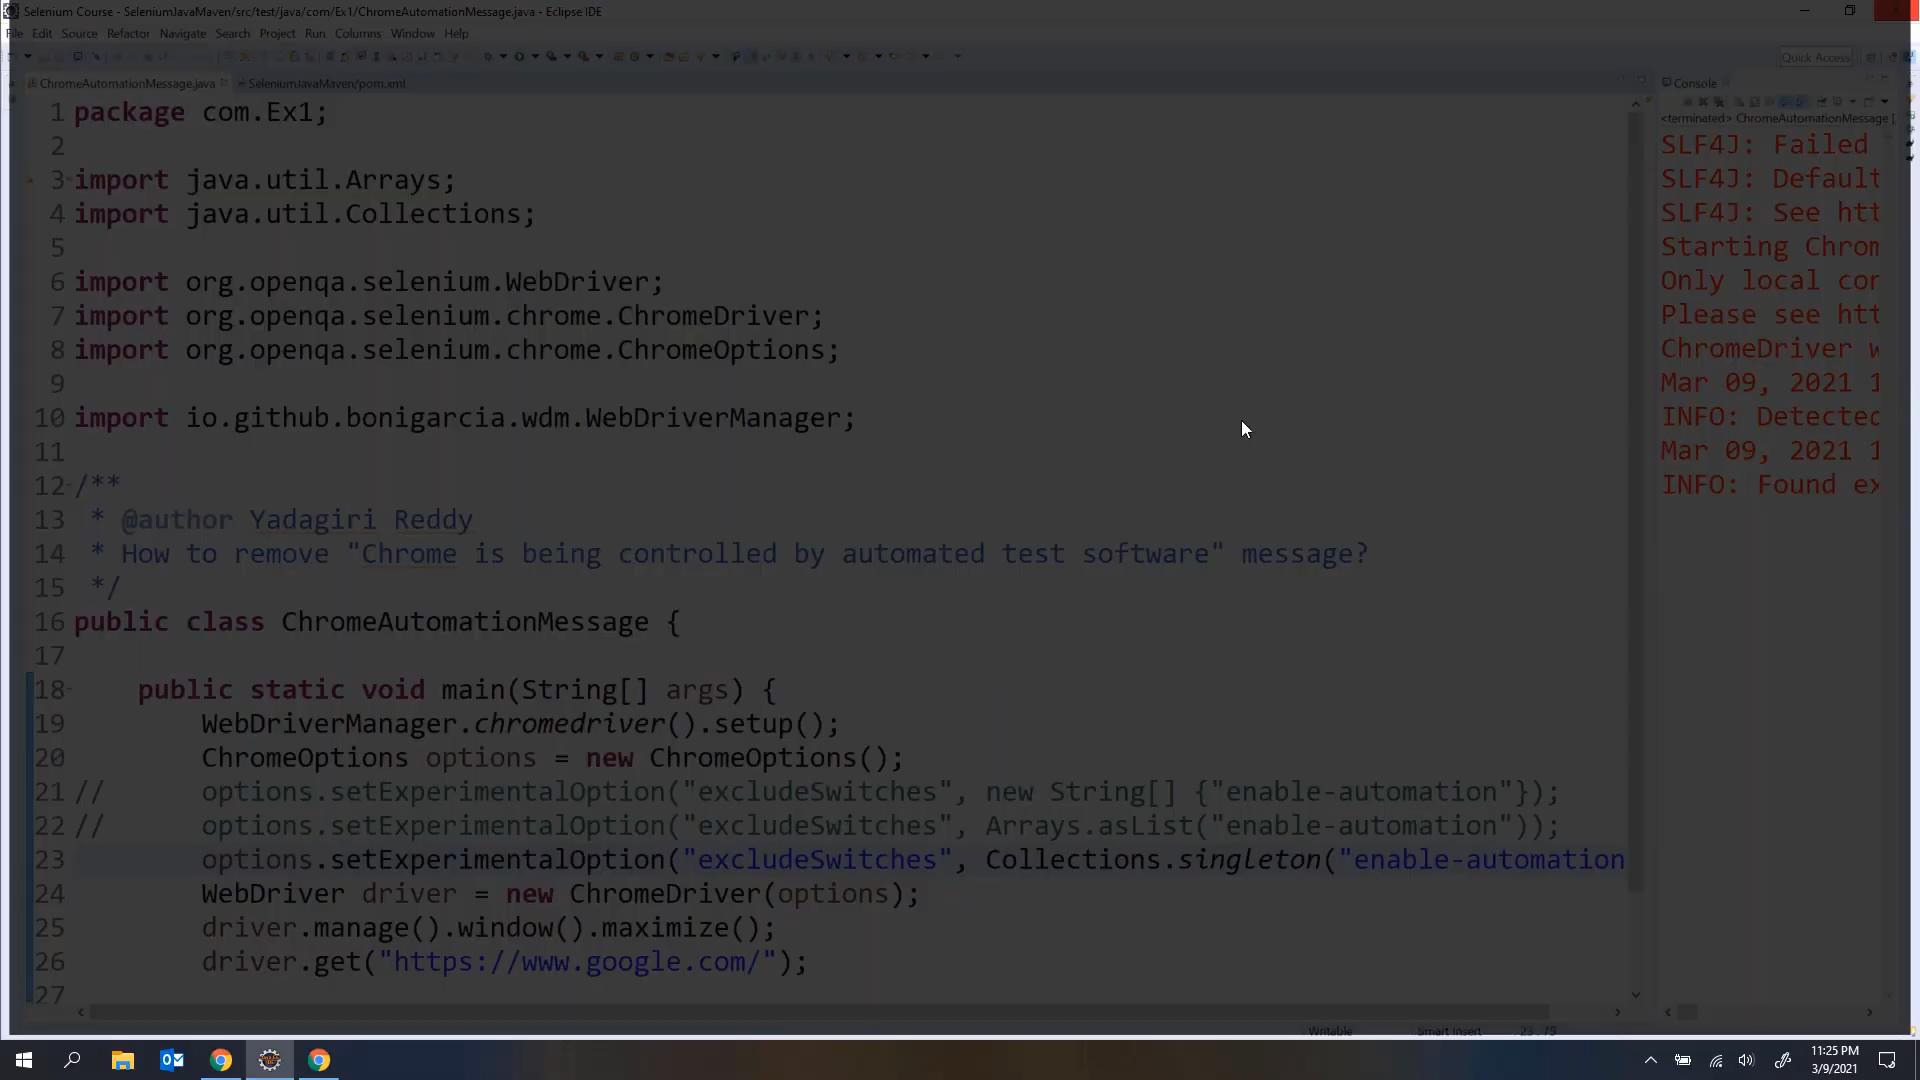 Selenium Course - SeleniumJavaMaven/src/test/java/com/Ex1/ChromeAutomationMessage.java - Eclipse IDE
File Edit Source Refactor Navigate Search Project Run Columns Window Help
Quick Access
ChromeAutomationMessage.java SeleniumJavaMaven/pom.xml
1 package com.Ex1;
2
3 import java.util.Arrays;
4 import java.util.Collections;
5
6 import org.openqa.selenium.WebDriver;
7 import org.openqa.selenium.chrome.ChromeDriver;
8 import org.openqa.selenium.chrome.ChromeOptions;
9
10 import io.github.bonigarcia.wdm.WebDriverManager;
11
12 /**
13 * @author Yadagiri Reddy
14 * How to remove "Chrome is being controlled by automated test software" message?
15 */
16 public class ChromeAutomationMessage {
17
18 public static void main(String[] args) {
19 WebDriverManager.chromedriver().setup();
20 ChromeOptions options = new ChromeOptions();
21 // options.setExperimentalOption("excludeSwitches", new String[] {"enable-automation"});
22 // options.setExperimentalOption("excludeSwitches", Arrays.asList("enable-automation"));
23 options.setExperimentalOption("excludeSwitches", Collections.singleton("enable-automation
24 WebDriver driver = new ChromeDriver(options);
25 driver.manage().window().maximize();
26 driver.get("https://www.google.com/");
27
Console
<terminated> ChromeAutomationMessage [
SLF4J: Failed
SLF4J: Default
SLF4J: See htt
Starting Chrom
Only local con
Please see htt
ChromeDriver w
Mar 09, 2021 1
INFO: Detected
Mar 09, 2021 1
INFO: Found ex
Writable Smart Insert 23 : 75
11:25 PM
3/9/2021